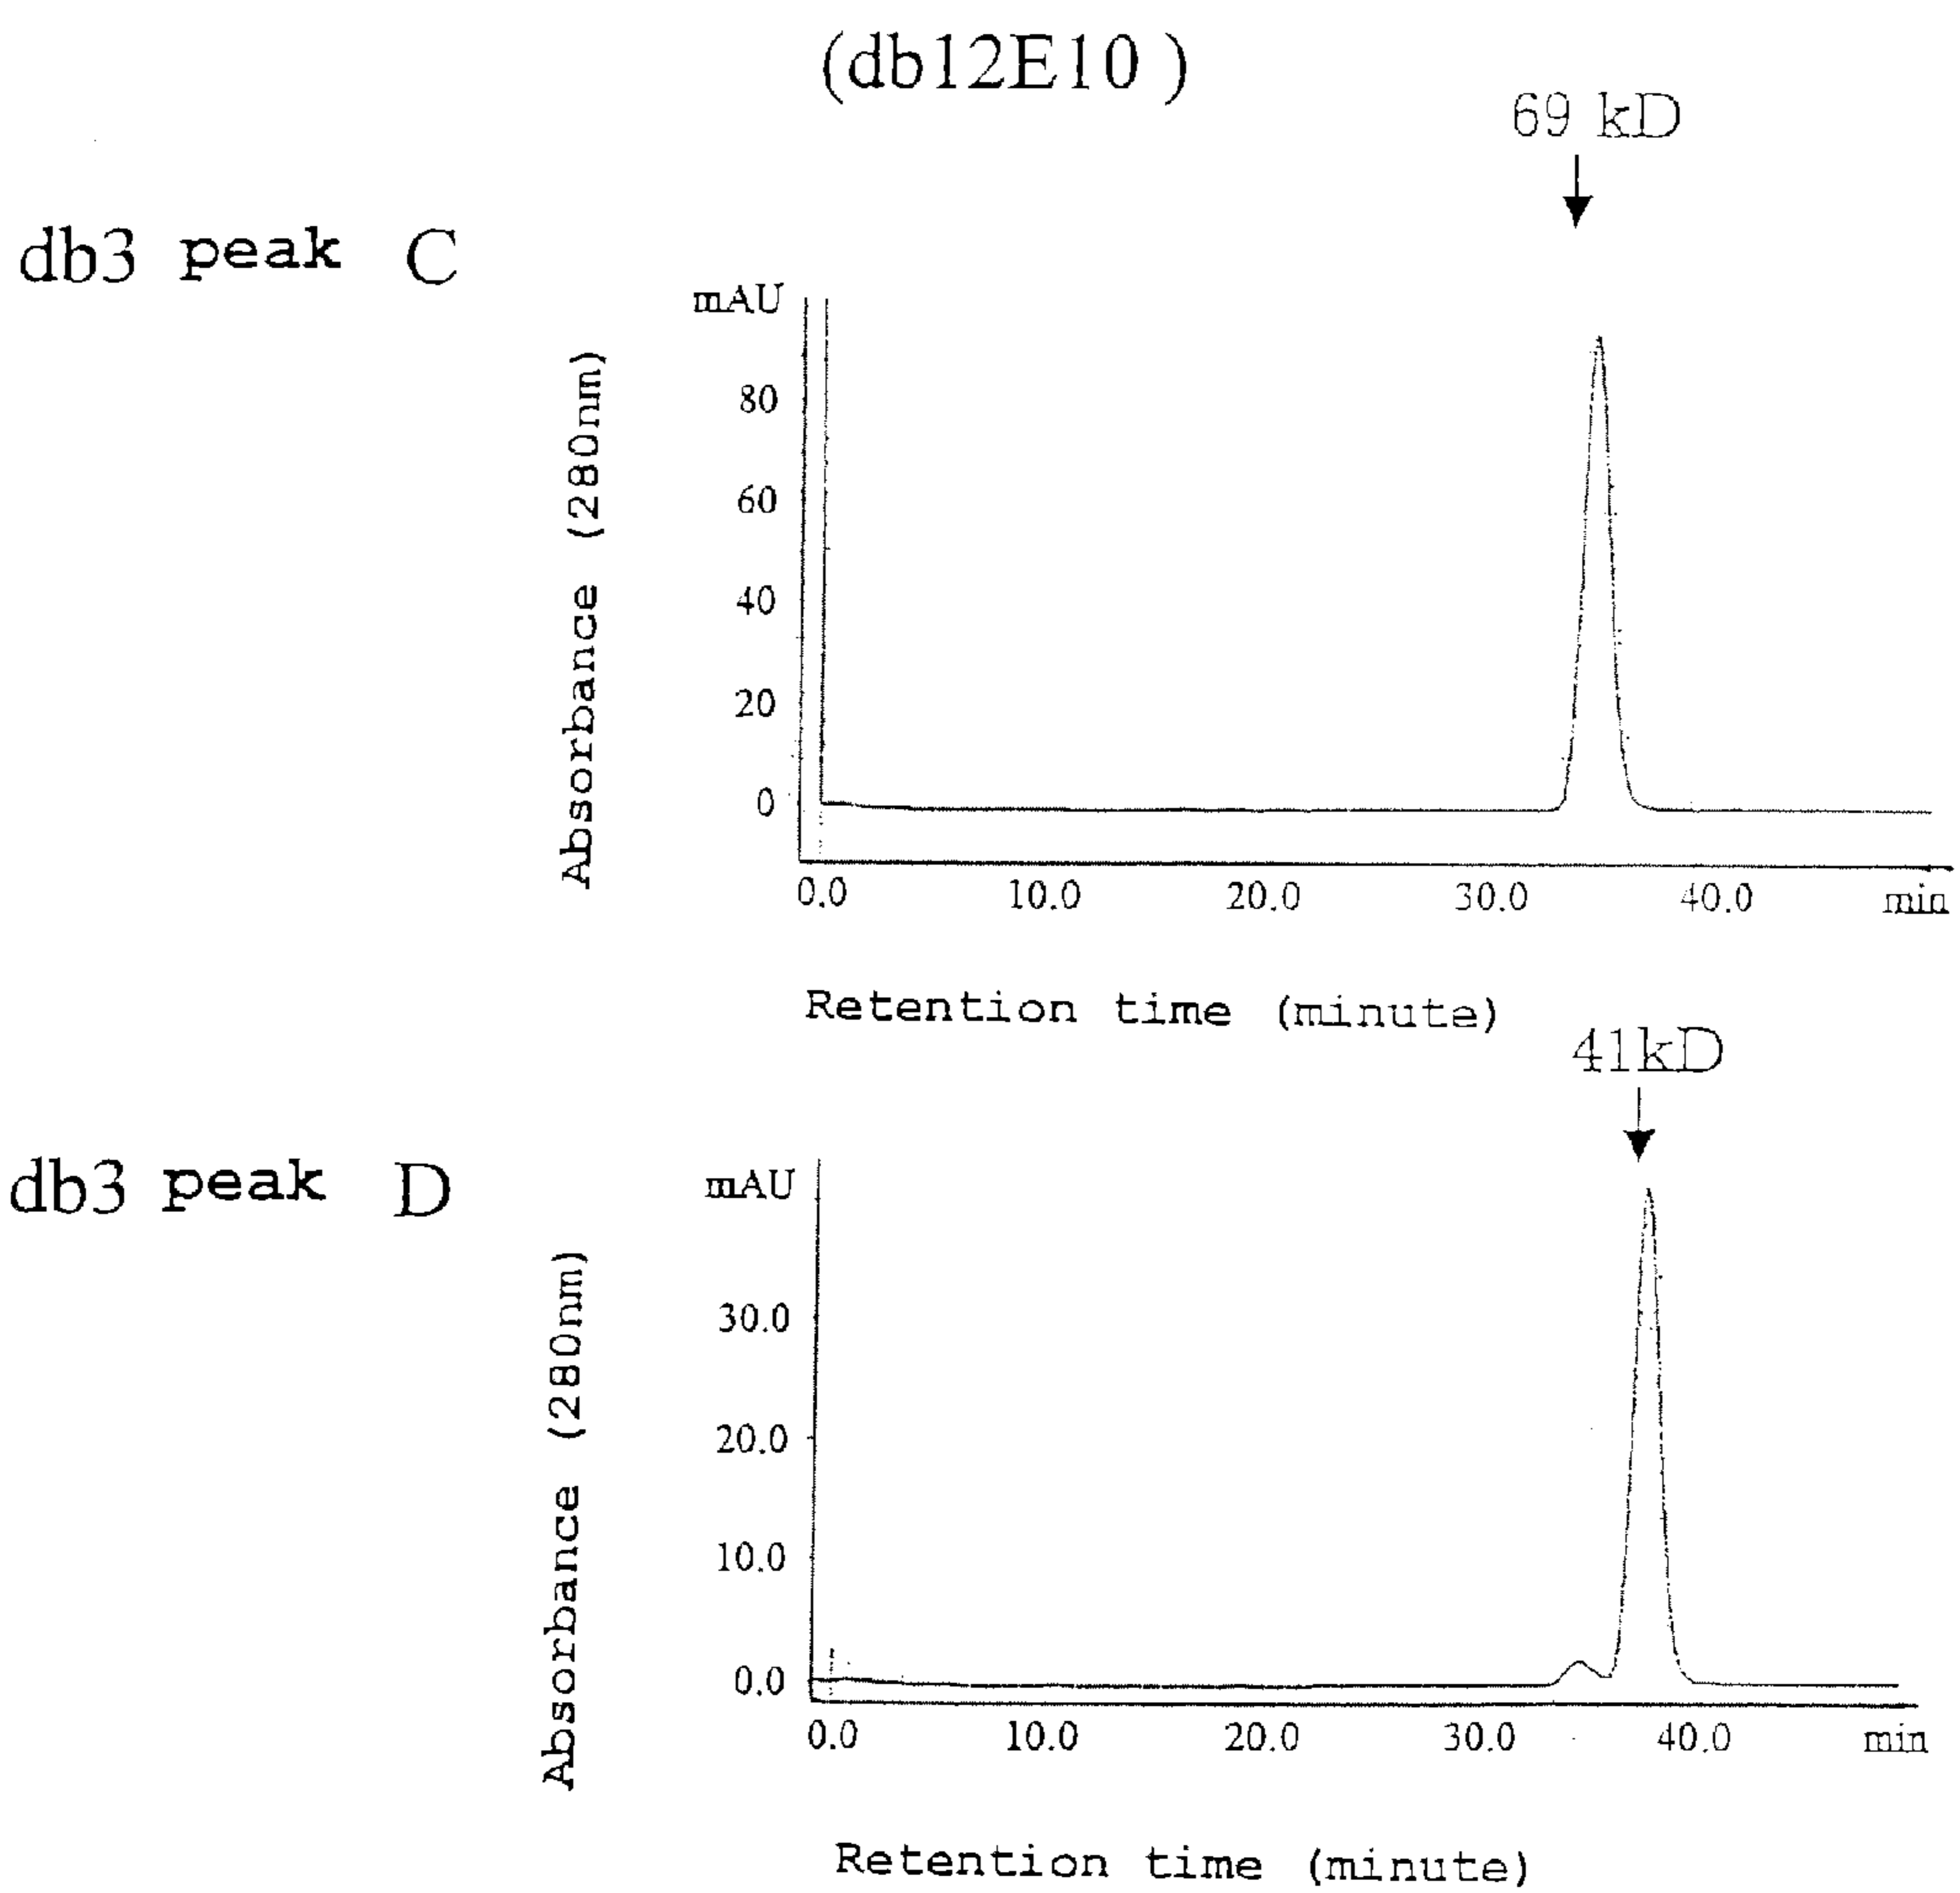 (db12E10 )
69 kD
db3 peak C
mAU
80
60
40
20
0
Absorbance (280nm)
0.0 10.0 20.0 30.0 40.0 min
Retention time (minute)
41kD
db3 peak D
mAU
30.0
20.0
10.0
0.0
Absorbance (280nm)
0.0 10.0 20.0 30.0 40.0 min
Retention time (minute)